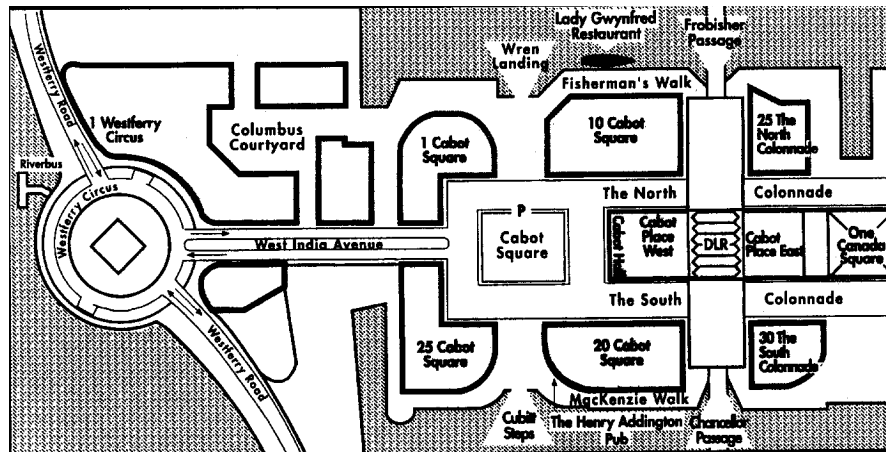 Lady Gwynfred
Restaurant
Frobisher
Passage
Wren
Landing
Fisherman's Walk
Westferry Road
1 Westferry
Circus
Columbus
Courtyard
1 Cabot
Square
10 Cabot
Square
25 The
North
Colonnade
Riverbus
Westferry Circus
The North
Colonnade
P
Cabot
Square
Cabot Hall
Cabot
Place
West
DLR
Cabot
Place East
One
Canada
Square
West India Avenue
The South
Colonnade
Westferry Road
25 Cabot
Square
20 Cabot
Square
30 The
South
Colonnade
MacKenzie Walk
Cubitt
Steps
The Henry Addington
Pub
Chancellor
Passage